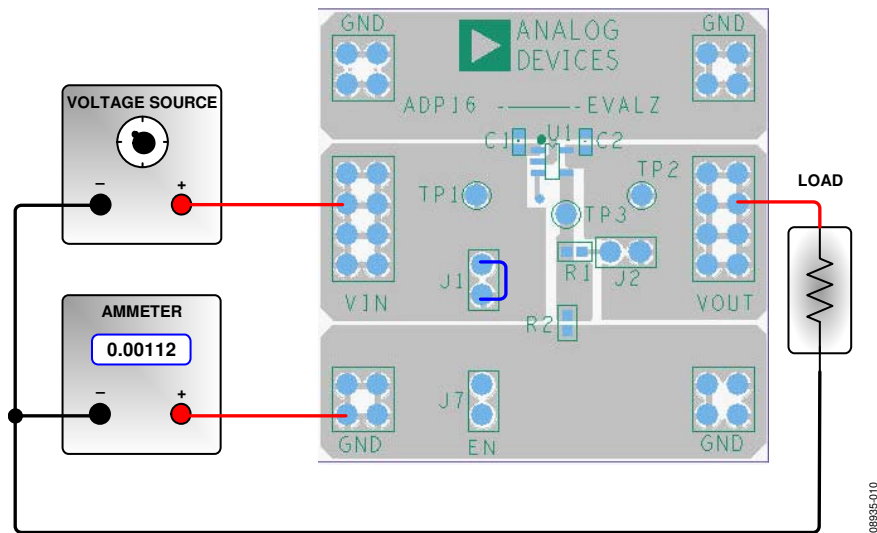 GND
ANALOG
DEVICES
GND
ADP16 - EVALZ
VOLTAGE SOURCE
– +
C1
U1
C2
TP1
TP2
TP3
LOAD
J1
R1
J2
VIN
VOUT
R2
AMMETER
0.00112
– +
J7
GND
EN
GND
08935-010